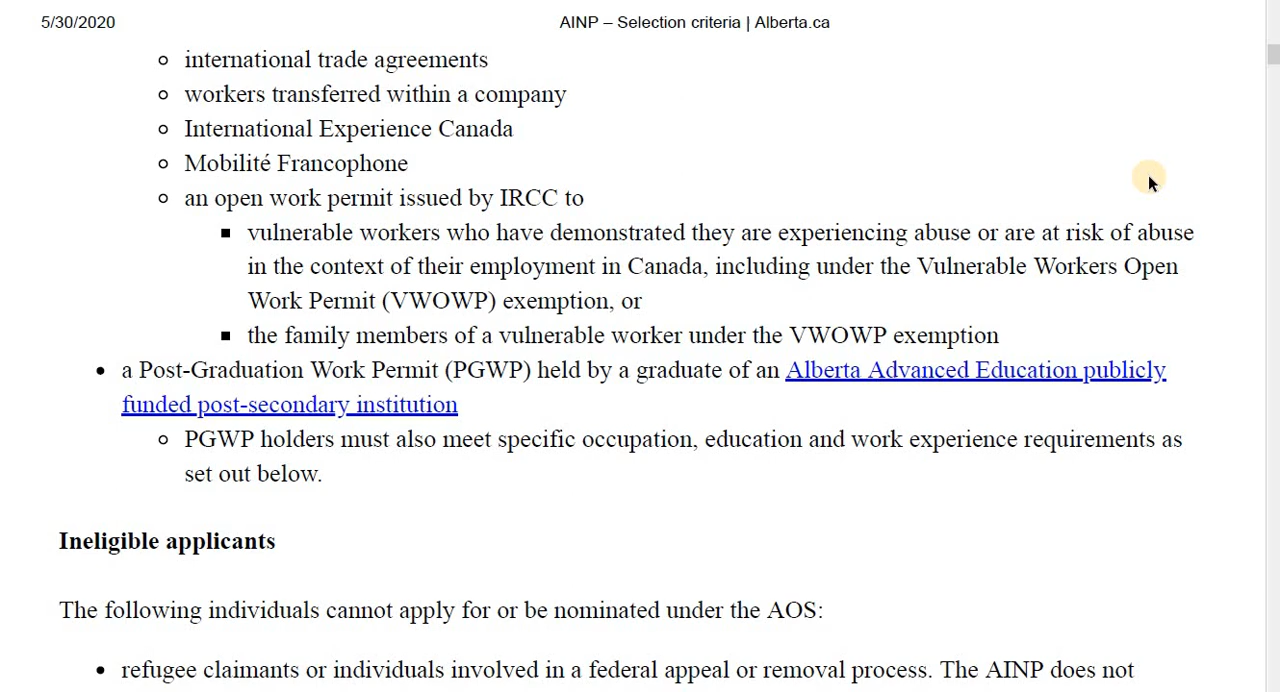 5/30/2020 AINP – Selection criteria | Alberta.ca
international trade agreements
workers transferred within a company
International Experience Canada
Mobilité Francophone
an open work permit issued by IRCC to
vulnerable workers who have demonstrated they are experiencing abuse or are at risk of abuse
in the context of their employment in Canada, including under the Vulnerable Workers Open
Work Permit (VWOWP) exemption, or
the family members of a vulnerable worker under the VWOWP exemption
a Post-Graduation Work Permit (PGWP) held by a graduate of an Alberta Advanced Education publicly
funded post-secondary institution
PGWP holders must also meet specific occupation, education and work experience requirements as
set out below.
Ineligible applicants
The following individuals cannot apply for or be nominated under the AOS:
refugee claimants or individuals involved in a federal appeal or removal process. The AINP does not